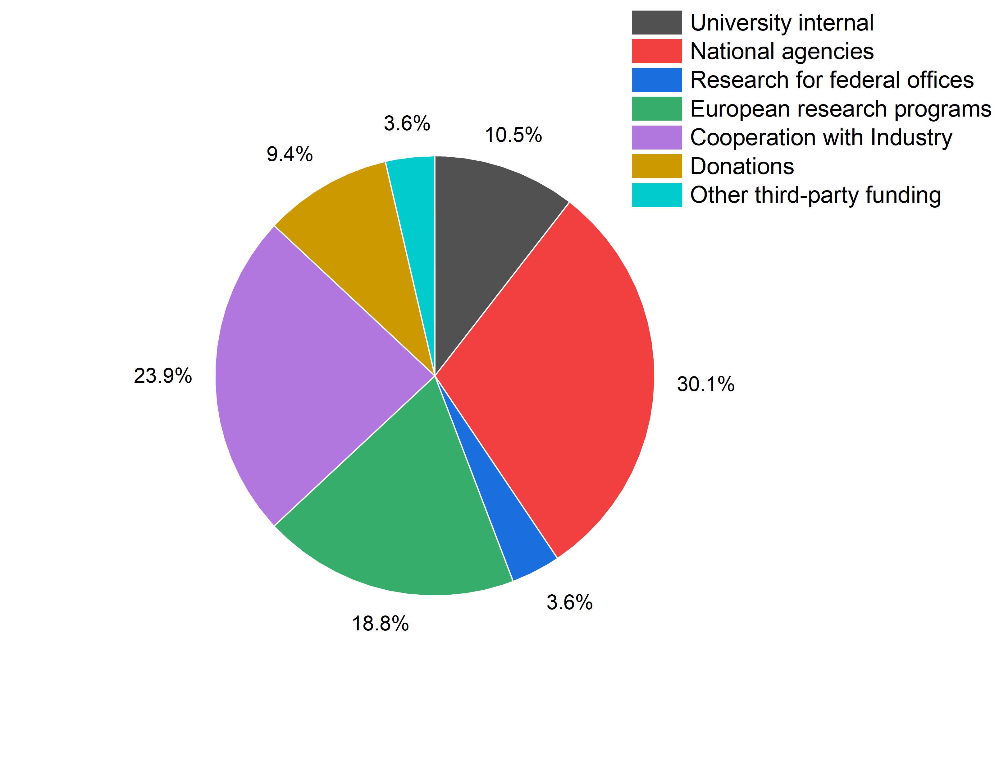 University internal
National agencies
Research for federal offices
European research programs
Cooperation with Industry
Donations
Other third-party funding
3.6%
10.5%
9.4%
23.9%
30.1%
3.6%
18.8%